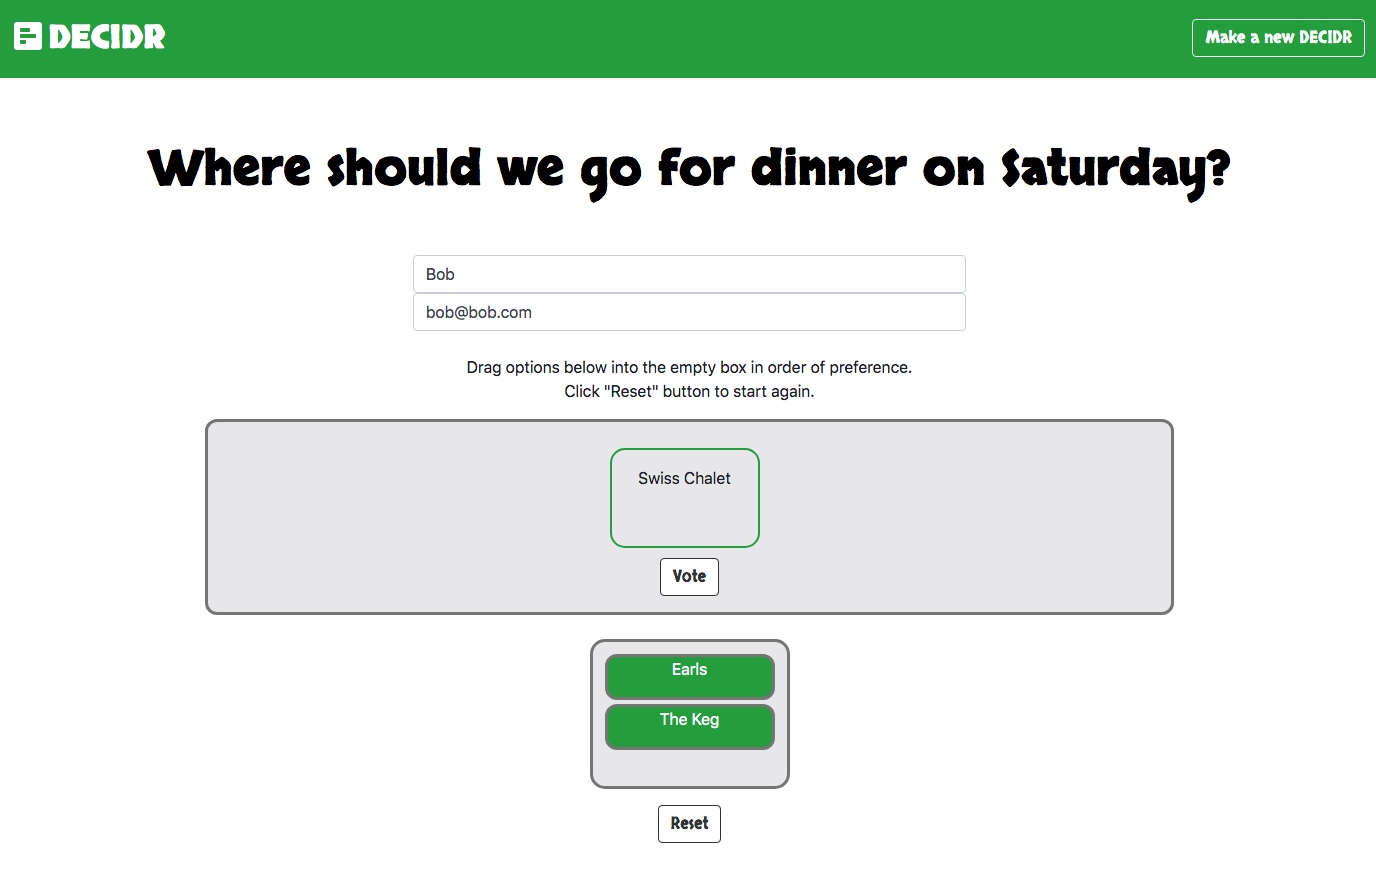 DECIDR
Make a new DECIDR
Where should we go for dinner on Saturday?
Bob
bob@bob.com
Drag options below into the empty box in order of preference.
Click "Reset" button to start again.
Swiss Chalet
Vote
Earls
The Keg
Reset